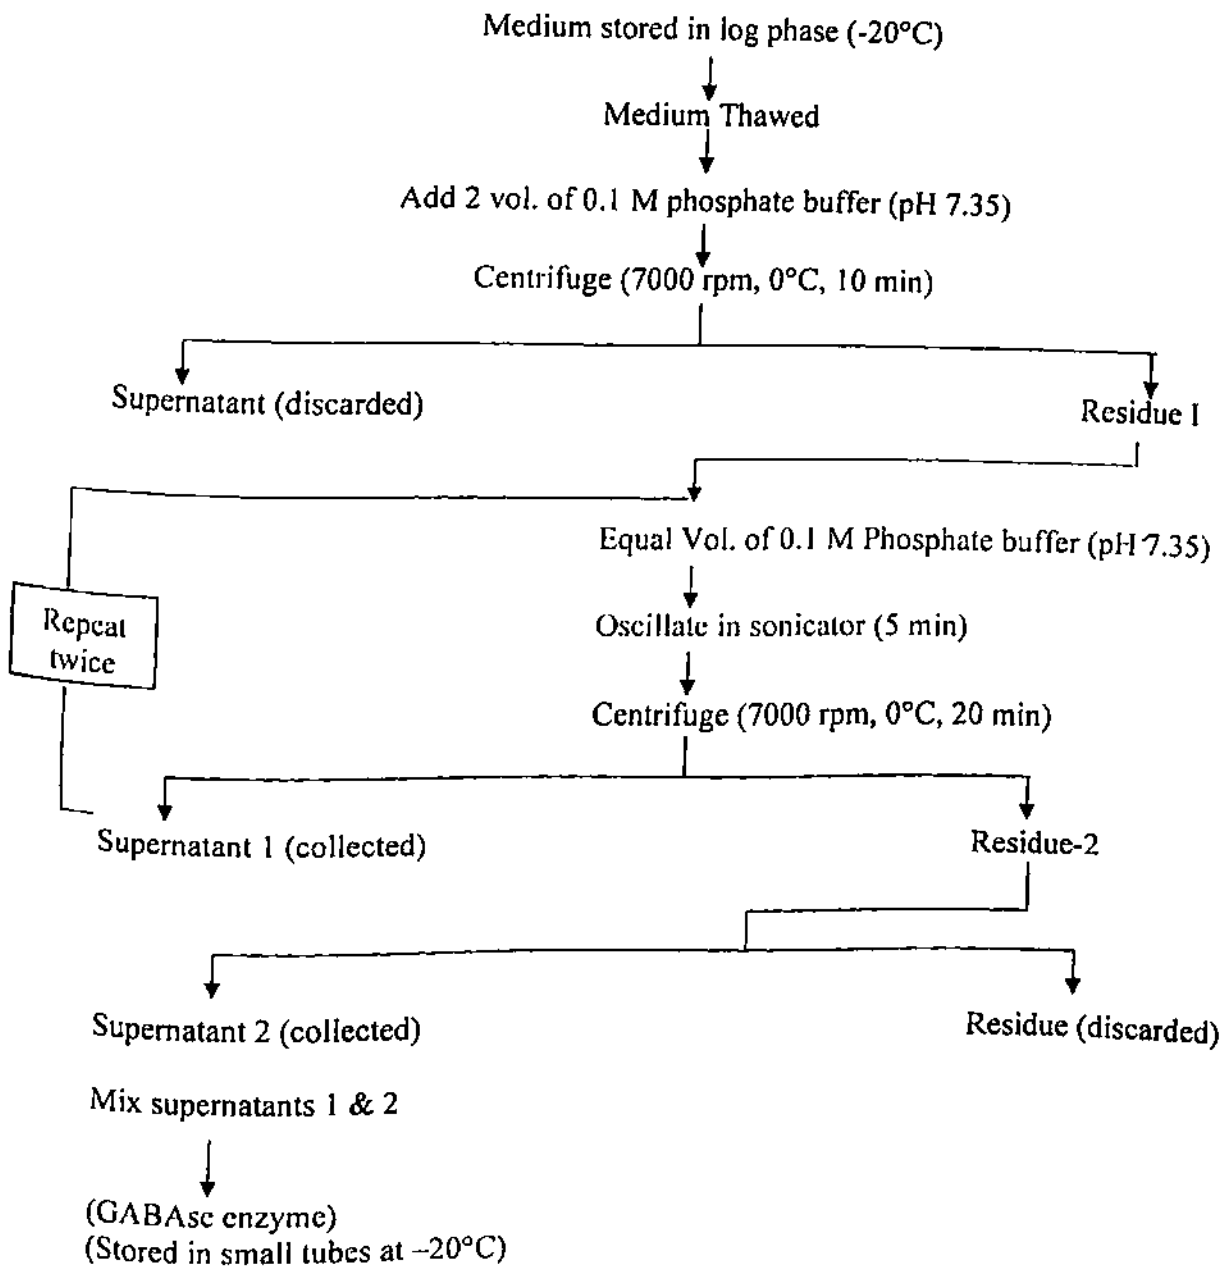 Medium stored in log phase (-20°C)
Medium Thawed
Add 2 vol. of 0.1 M phosphate buffer (pH 7.35)
Centrifuge (7000 rpm, 0°C, 10 min)
Supernatant (discarded)
Residue I
Equal Vol. of 0.1 M Phosphate buffer (pH 7.35)
Repeat
twice
Oscillate in sonicator (5 min)
Centrifuge (7000 rpm, 0°C, 20 min)
Supernatant 1 (collected)
Residue-2
Supernatant 2 (collected)
Residue (discarded)
Mix supernatants 1 & 2
(GABAse enzyme)
(Stored in small tubes at –20°C)